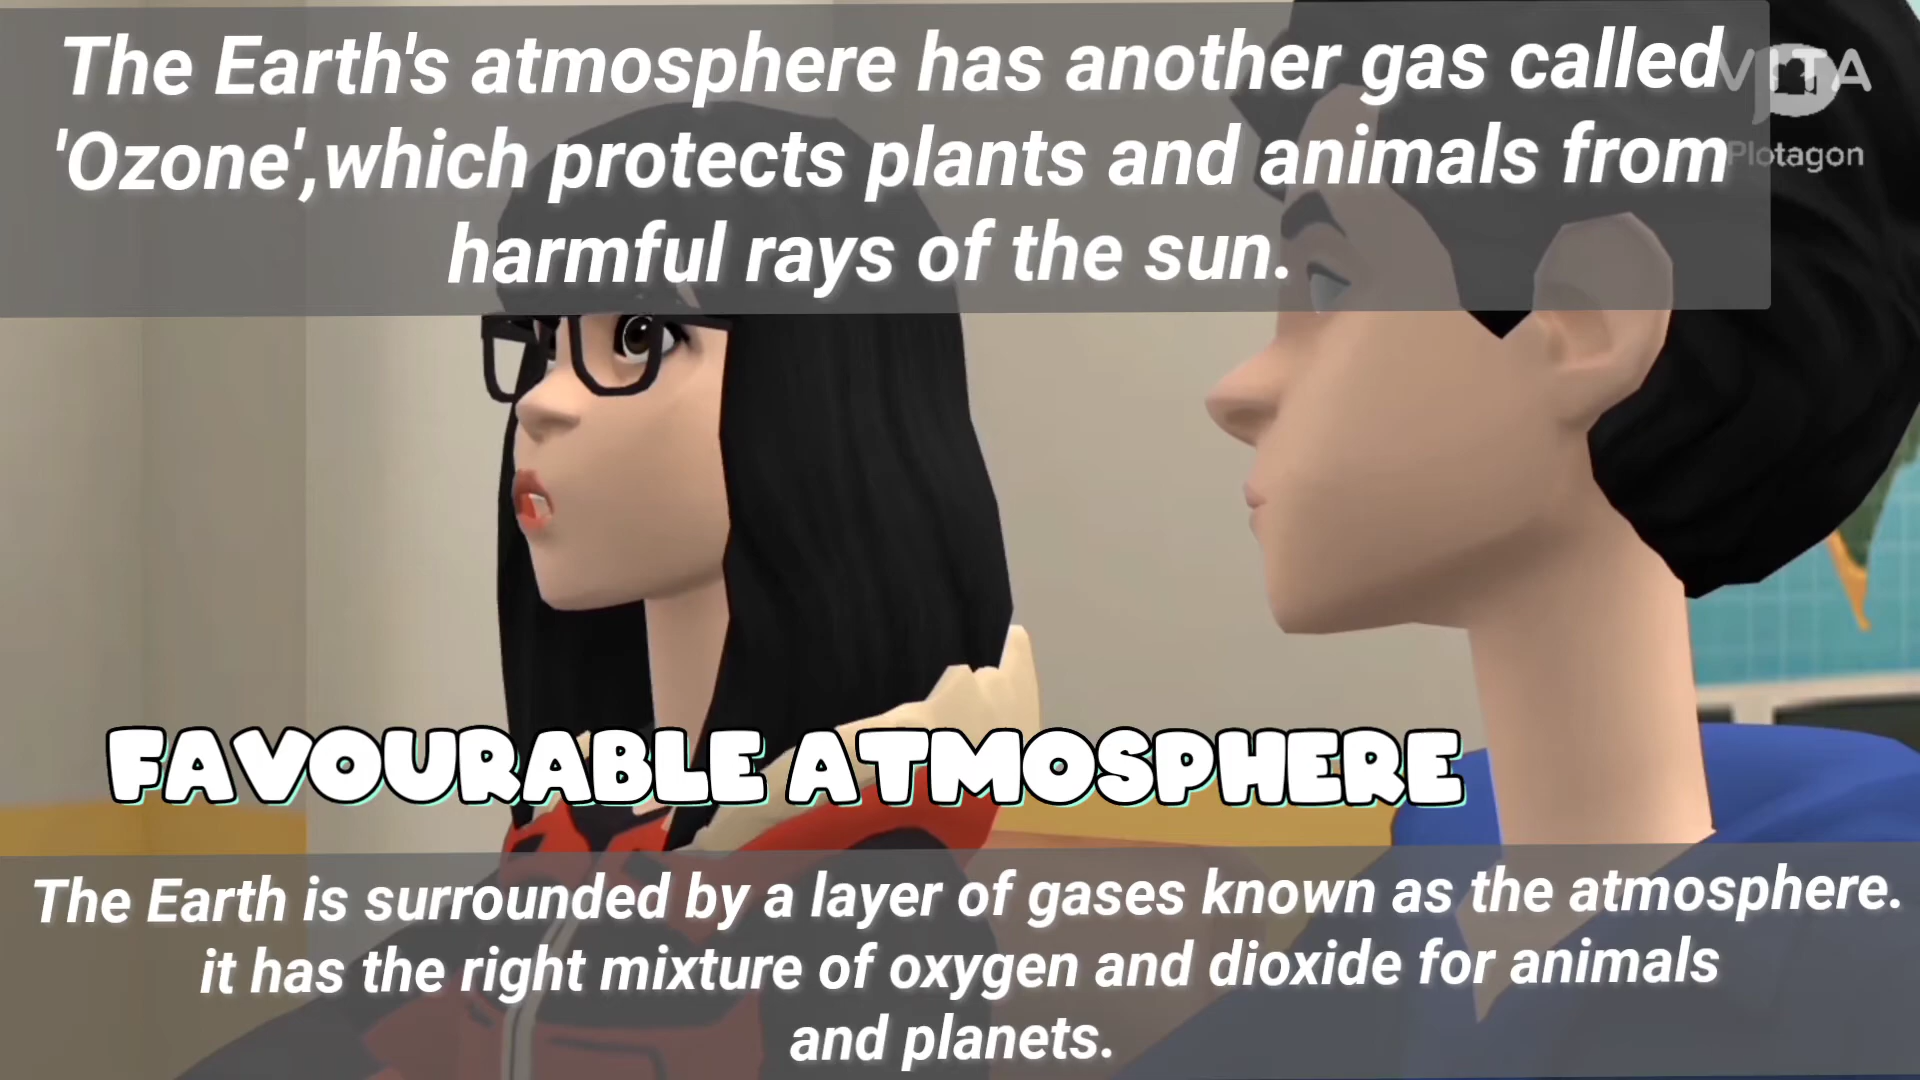 The Earth's atmosphere has another gas called
'Ozone',which protects plants and animals from
harmful rays of the sun.
VITA
Plotagon
FAVOURABLE ATMOSPHERE
The Earth is surrounded by a layer of gases known as the atmosphere.
it has the right mixture of oxygen and dioxide for animals
and planets.